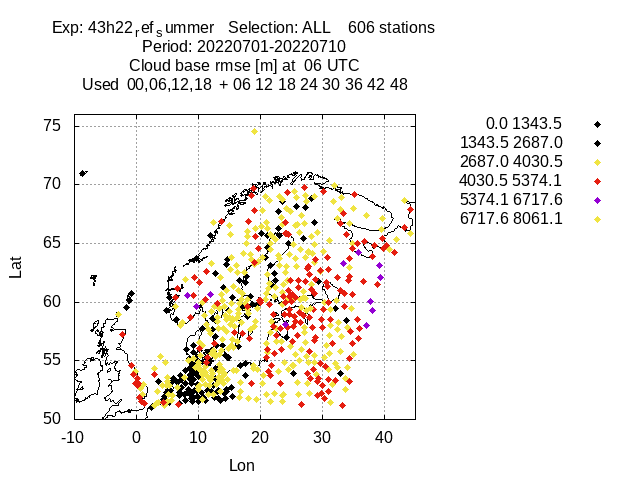 Exp: 43h22_ref_summer   Selection: ALL    606 stations
Period: 20220701-20220710
Cloud base rmse [m] at  06 UTC
Used  00,06,12,18  + 06 12 18 24 30 36 42 48
0.0 1343.5
1343.5 2687.0
2687.0 4030.5
4030.5 5374.1
5374.1 6717.6
6717.6 8061.1
75
70
65
60
55
50
Lat
-10 0 10 20 30 40
Lon